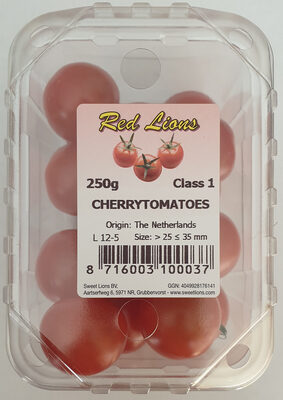 Red Lions
250g Class 1
CHERRYTOMATOES
Origin: The Netherlands
L 12-5 Size: > 25 ≤ 35 mm
8 716003 100037
Sweet Lions BV. GGN: 4049928176141
Aartserfweg 6, 5971 NR, Grubbenvorst - www.sweetlions.com